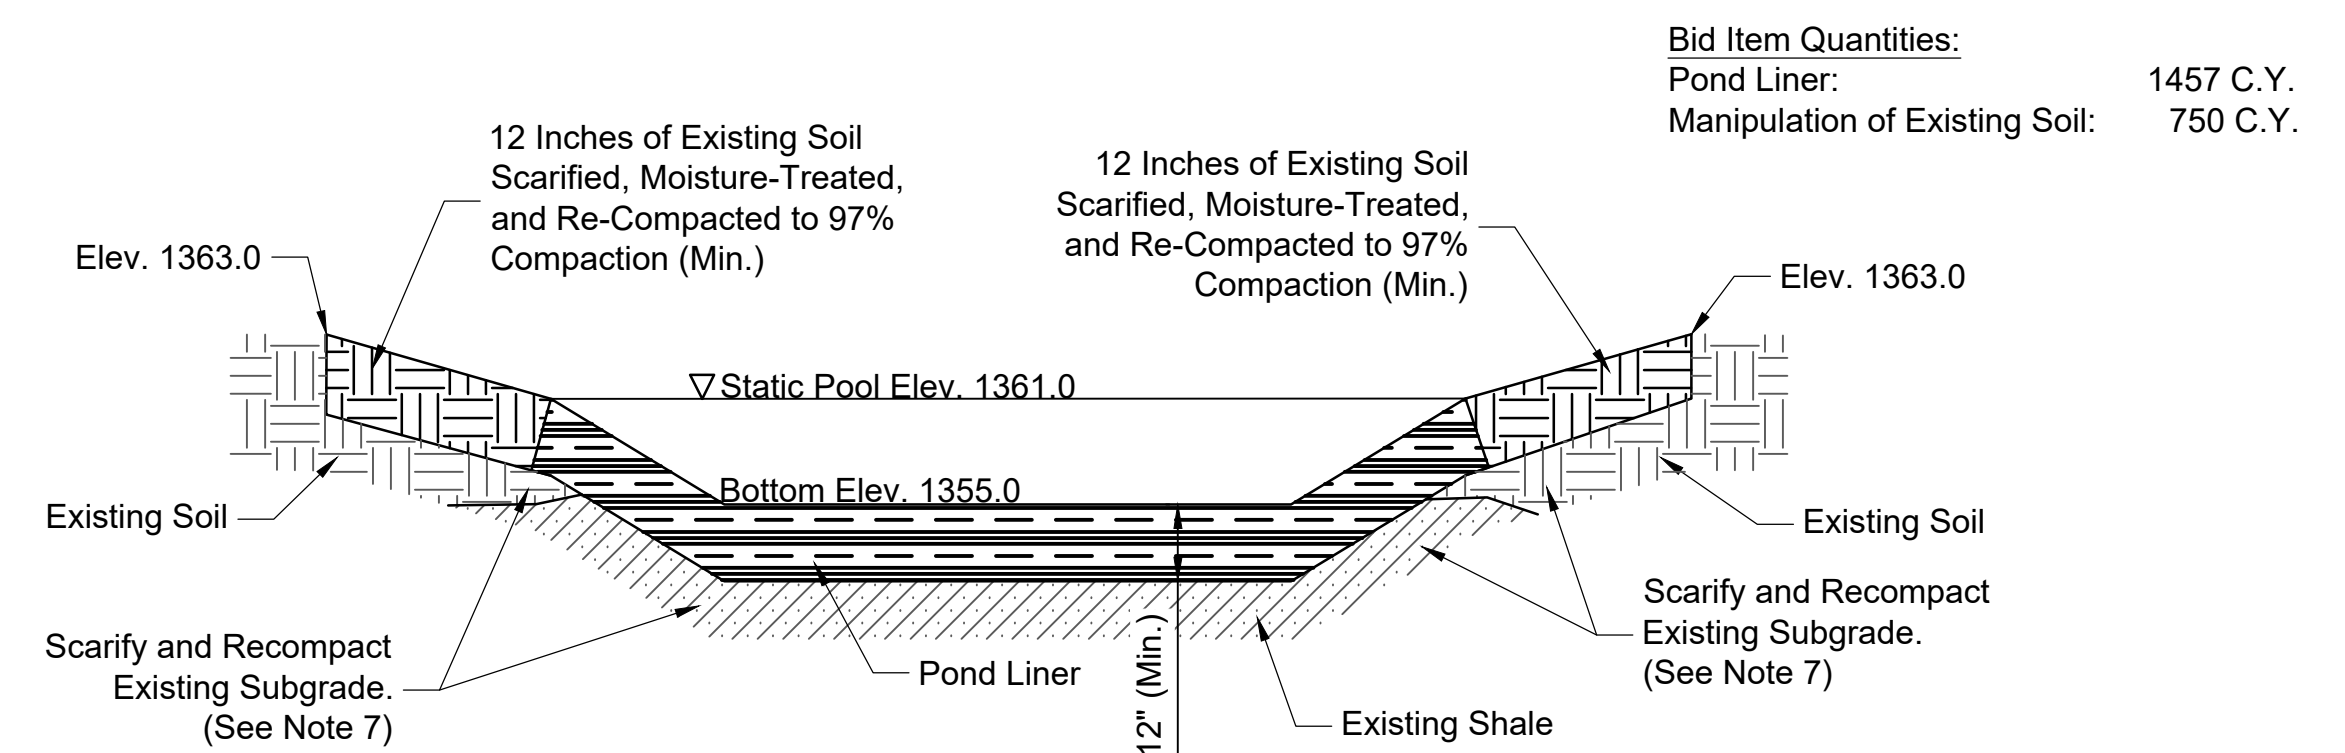 Bid Item Quantities:
Pond Liner: 1457 C.Y.
Manipulation of Existing Soil: 750 C.Y.
12 Inches of Existing Soil
Scarified, Moisture-Treated,
and Re-Compacted to 97%
Compaction (Min.)
12 Inches of Existing Soil
Scarified, Moisture-Treated,
and Re-Compacted to 97%
Compaction (Min.)
Elev. 1363.0
Elev. 1363.0
Static Pool Elev. 1361.0
Bottom Elev. 1355.0
Existing Soil
Existing Soil
Scarify and Recompact
Existing Subgrade.
(See Note 7)
Pond Liner
12" (Min.)
Existing Shale
Scarify and Recompact
Existing Subgrade.
(See Note 7)